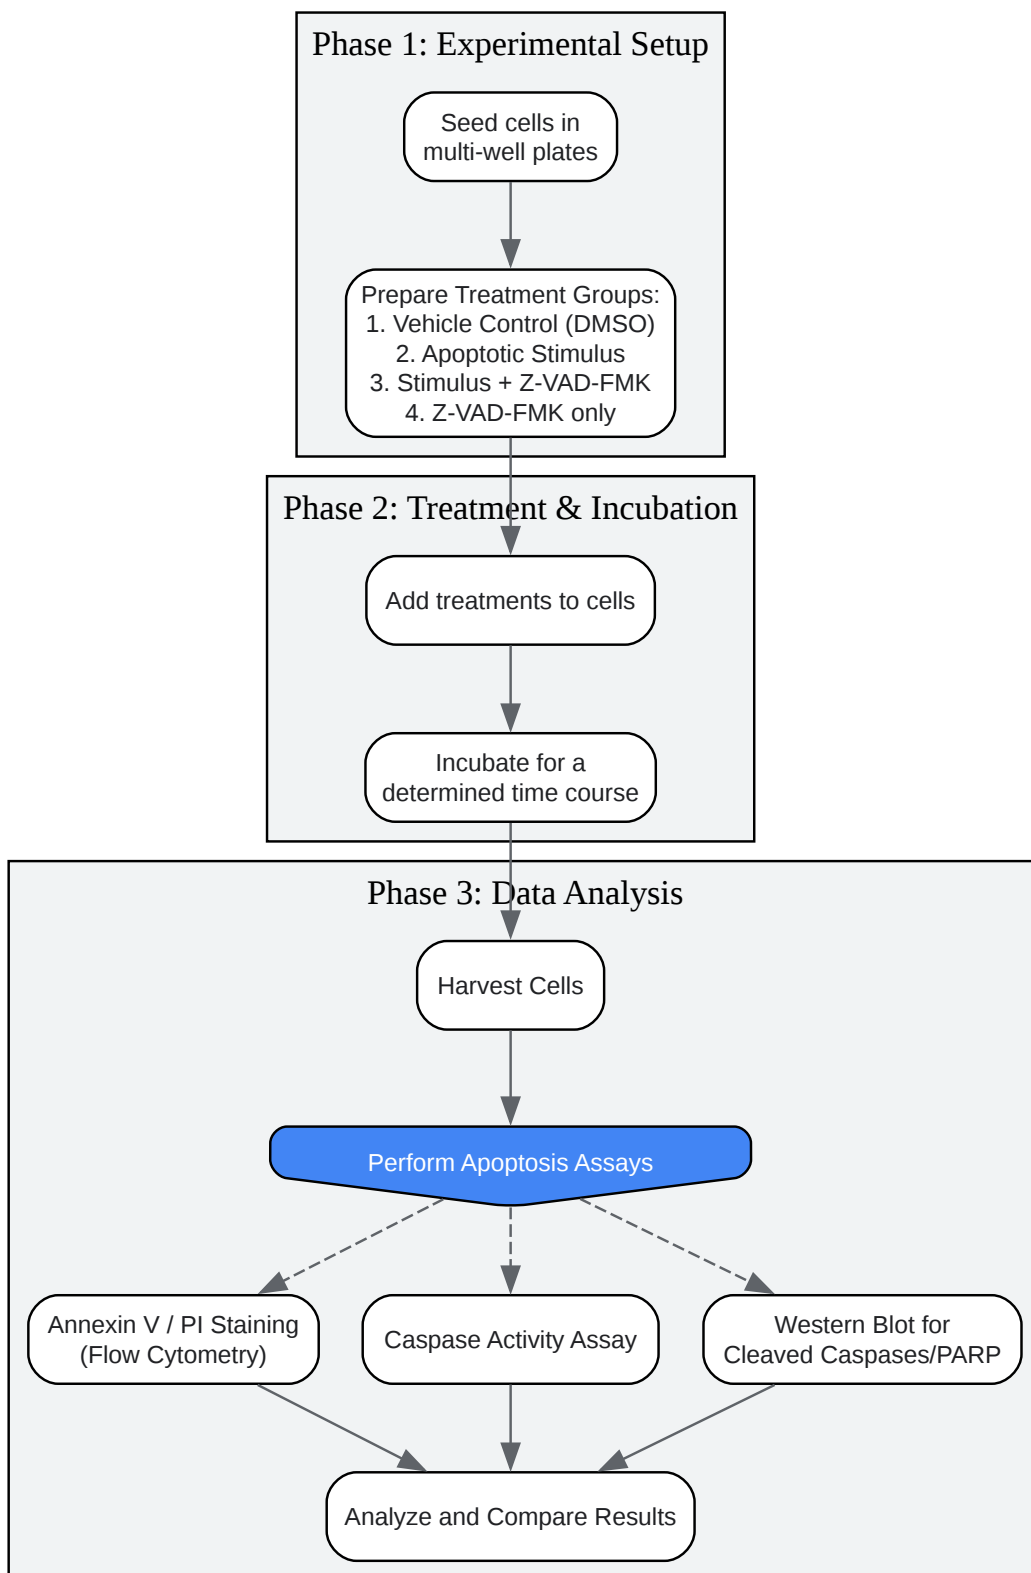 Phase 1: Experimental Setup
Seed cells in
multi-well plates
Prepare Treatment Groups:
1. Vehicle Control (DMSO)
2. Apoptotic Stimulus
3. Stimulus + Z-VAD-FMK
4. Z-VAD-FMK only
Phase 2: Treatment & Incubation
Add treatments to cells
Incubate for a
determined time course
Phase 3: Data Analysis
Harvest Cells
Perform Apoptosis Assays
Annexin V / PI Staining
(Flow Cytometry)
Caspase Activity Assay
Western Blot for
Cleaved Caspases/PARP
Analyze and Compare Results